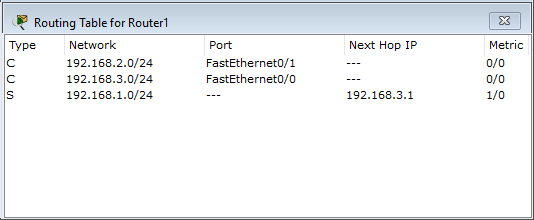 Routing Table for Router1
Type Network Port Next Hop IP Metric
C 192.168.2.0/24 FastEthernet0/1 --- 0/0
C 192.168.3.0/24 FastEthernet0/0 --- 0/0
S 192.168.1.0/24 --- 192.168.3.1 1/0